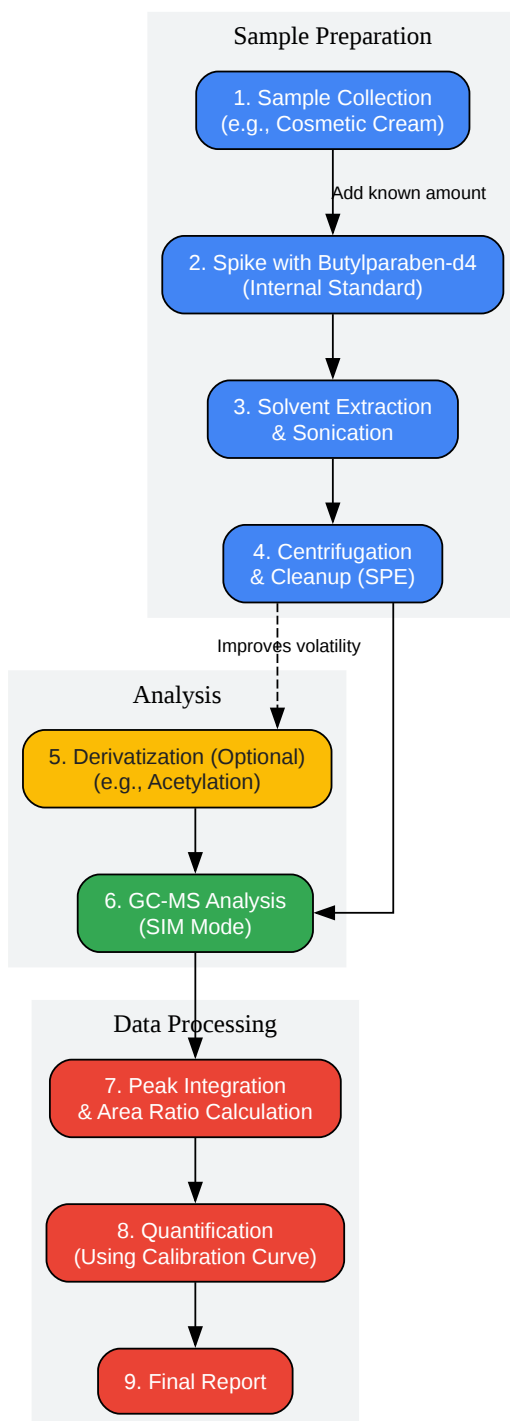 Sample Preparation
1. Sample Collection
(e.g., Cosmetic Cream)
Add known amount
2. Spike with Butylparaben-d4
(Internal Standard)
3. Solvent Extraction
& Sonication
4. Centrifugation
& Cleanup (SPE)
Improves volatility
Analysis
5. Derivatization (Optional)
(e.g., Acetylation)
6. GC-MS Analysis
(SIM Mode)
Data Processing
7. Peak Integration
& Area Ratio Calculation
8. Quantification
(Using Calibration Curve)
9. Final Report